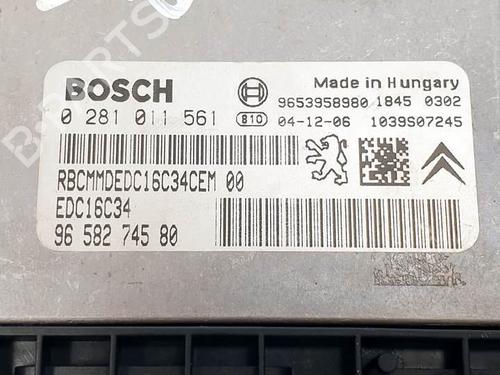 BOSCH
Made in Hungary
9653958980 1845 0302
0 281 011 561 810 04-12-06 1039S07245
RBCMMDEDC16C34CEM 00
EDC16C34
96 582 745 80